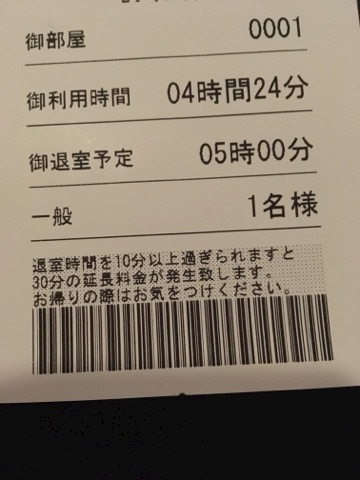 御部屋 0001
御利用時間 04時間24分
御退室予定 05時00分
一般 1名様
退室時間を10分以上過ぎられますと
30分の延長料金が発生致します。
お帰りの際はお気をつけください。